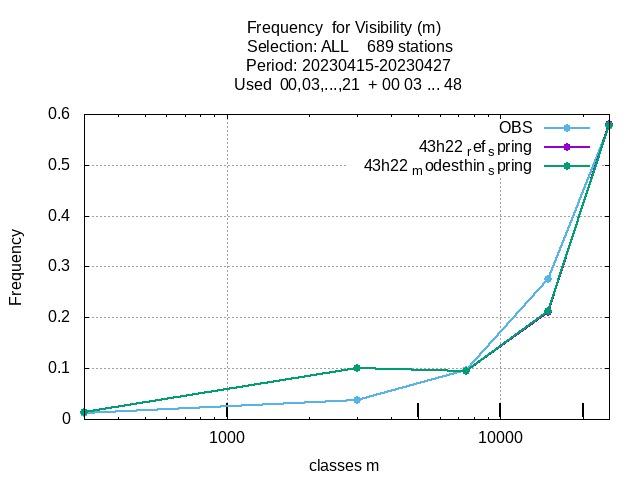 Frequency  for Visibility (m)
Selection: ALL    689 stations
Period: 20230415-20230427
Used  00,03,...,21  + 00 03 ... 48
OBS
43h22 ref spring
43h22 modesthin spring
0.6
0.5
0.4
0.3
0.2
0.1
0
Frequency
1000
10000
classes m